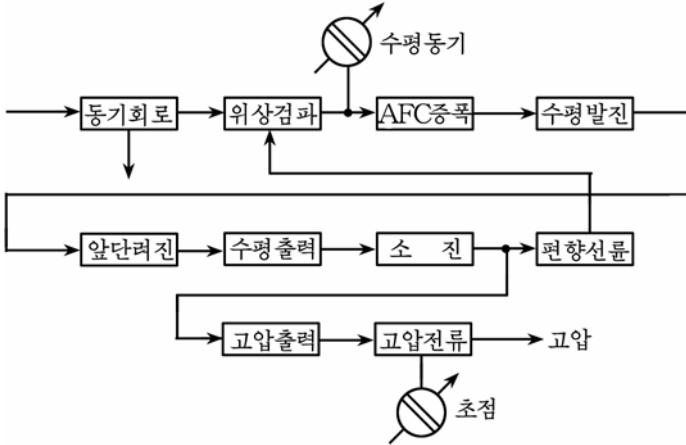 수평동기
동기회로 위상검파 AFC증폭 수평발진
앞단려진 수평출력 소 진 편향선륜
고압출력 고압전류 고압
초점